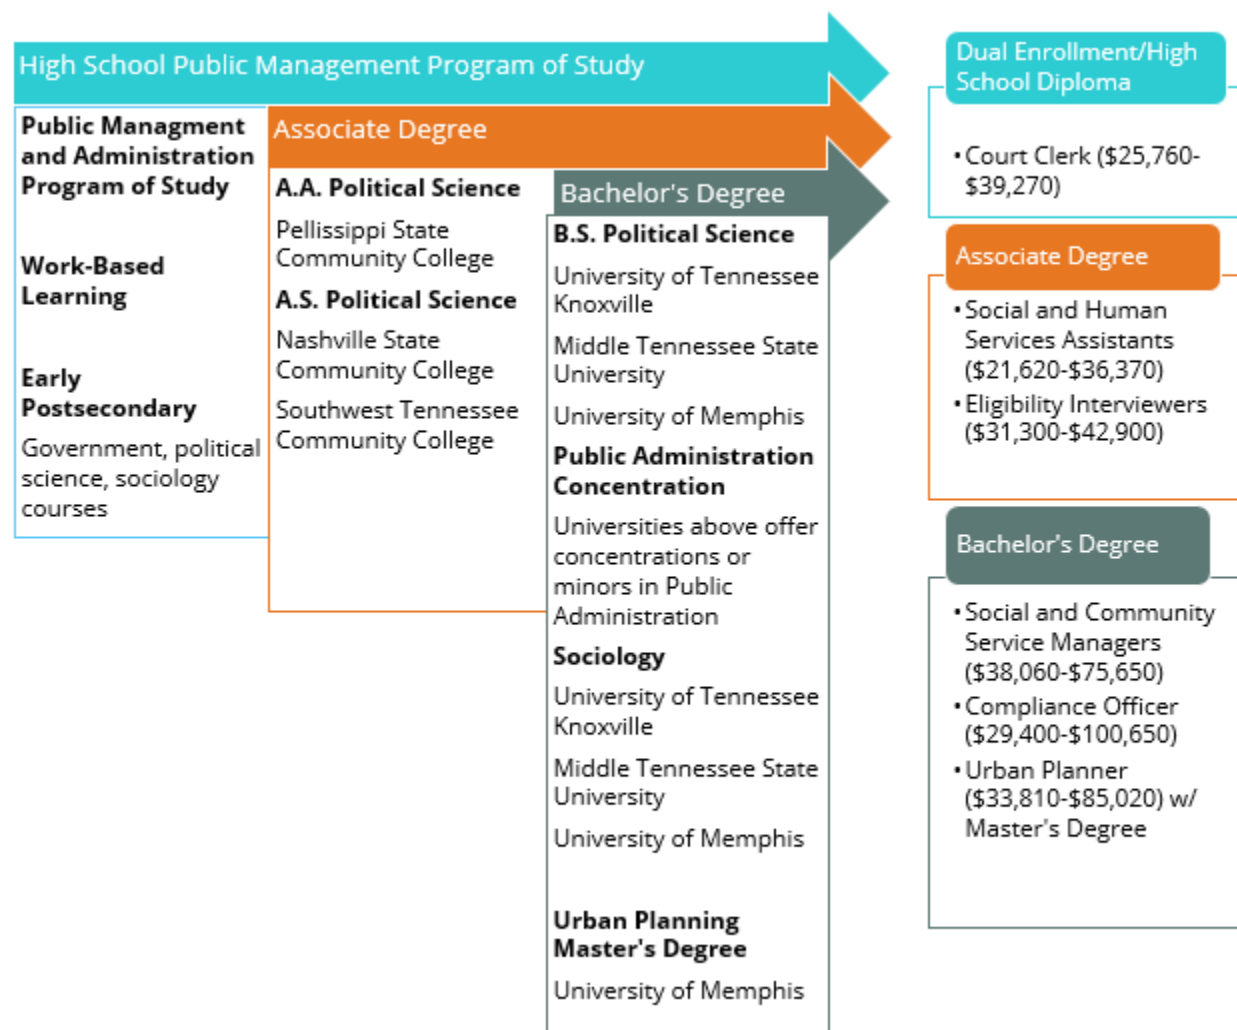 High School Public Management Program of Study
Public Managment
and Administration
Program of Study
Work-Based
Learning
Early
Postsecondary
Government, political
science, sociology
courses
Associate Degree
A.A. Political Science
Pellissippi State
Community College
A.S. Political Science
Nashville State
Community College
Southwest Tennessee
Community College
Bachelor's Degree
B.S. Political Science
University of Tennessee
Knoxville
Middle Tennessee State
University
University of Memphis
Public Administration
Concentration
Universities above offer
concentrations or
minors in Public
Administration
Sociology
University of Tennessee
Knoxville
Middle Tennessee State
University
University of Memphis
Urban Planning
Master's Degree
University of Memphis
Dual Enrollment/High
School Diploma
• Court Clerk ($25,760-
$39,270)
Associate Degree
• Social and Human
Services Assistants
($21,620-$36,370)
• Eligibility Interviewers
($31,300-$42,900)
Bachelor's Degree
• Social and Community
Service Managers
($38,060-$75,650)
• Compliance Officer
($29,400-$100,650)
• Urban Planner
($33,810-$85,020) w/
Master's Degree